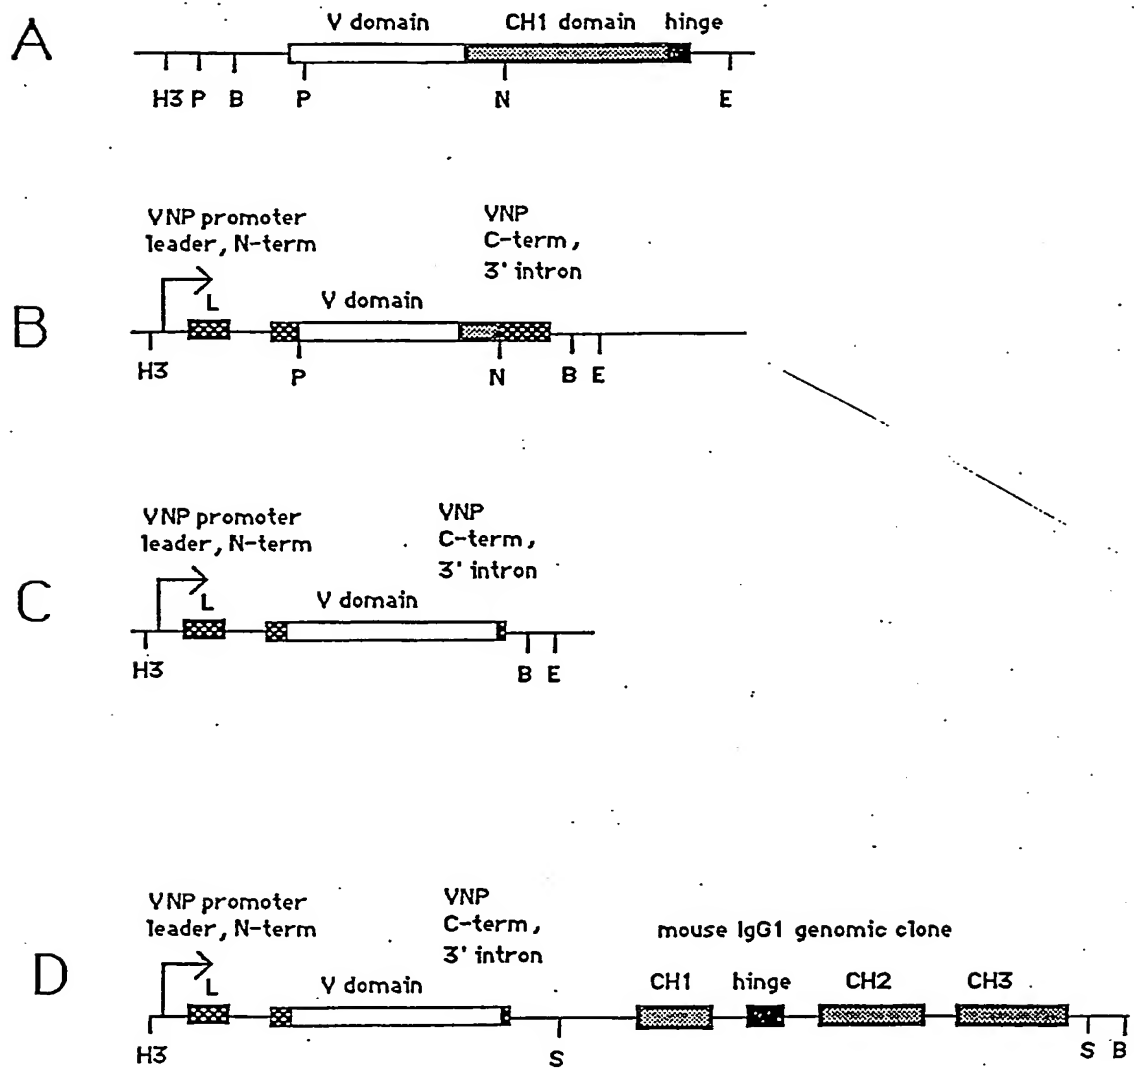 A
V domain CH1 domain hinge
H3 P B P N E
B
VNP promoter
leader, N-term
VNP
C-term,
3' intron
L
V domain
H3 P N B E
C
VNP promoter
leader, N-term
VNP
C-term,
3' intron
L
V domain
H3 B E
D
VNP promoter
leader, N-term
VNP
C-term,
3' intron
mouse IgG1 genomic clone
L
V domain
CH1 hinge CH2 CH3
H3 S S B